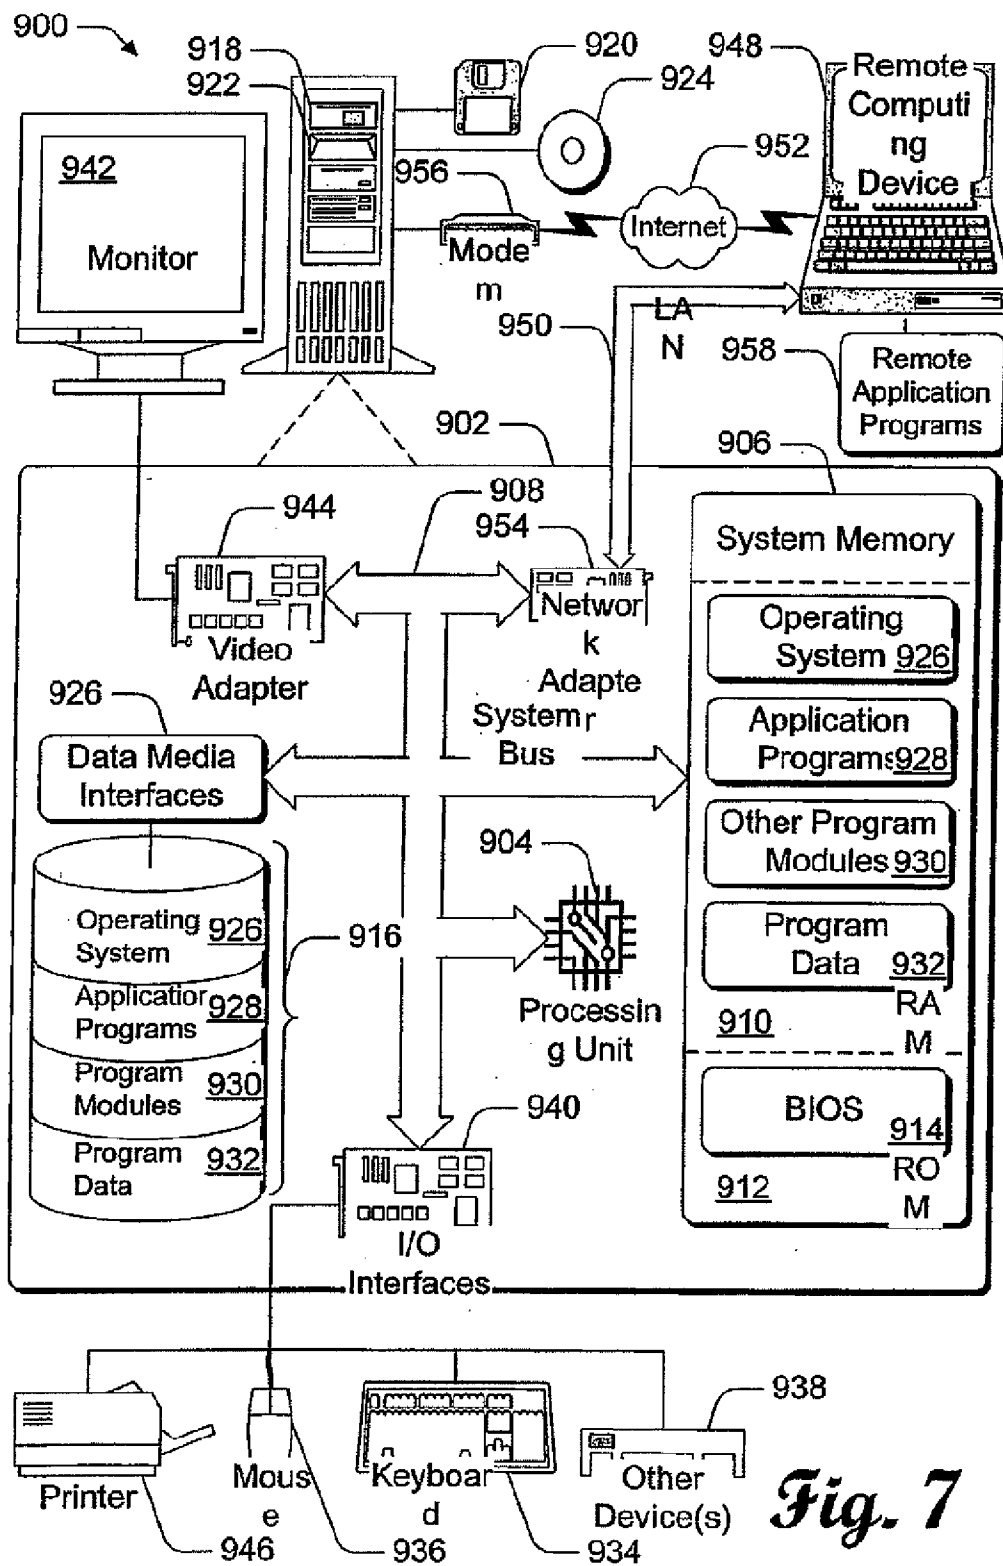 900
918
920
948
922
924
Remote
Computi
ng
Device
942
Monitor
956
952
Internet
Mode
m
950
LA
N
958
Remote
Application
Programs
902
906
908
944
954
System Memory
Networ
k
Adapte
r
Video
Adapter
Operating
System 926
926
System
Bus
Application
Programs 928
Data Media
Interfaces
Other Program
Modules 930
904
Operating
System
926
916
Program
Data 932
RA
M
910
Applicatior
Programs
928
Processin
g Unit
Program
Modules
930
940
BIOS
914
RO
M
912
Program
Data
932
I/O
Interfaces
938
Printer
Mous
e
Keyboar
d
Other
Device(s)
946
936
934
Fig. 7